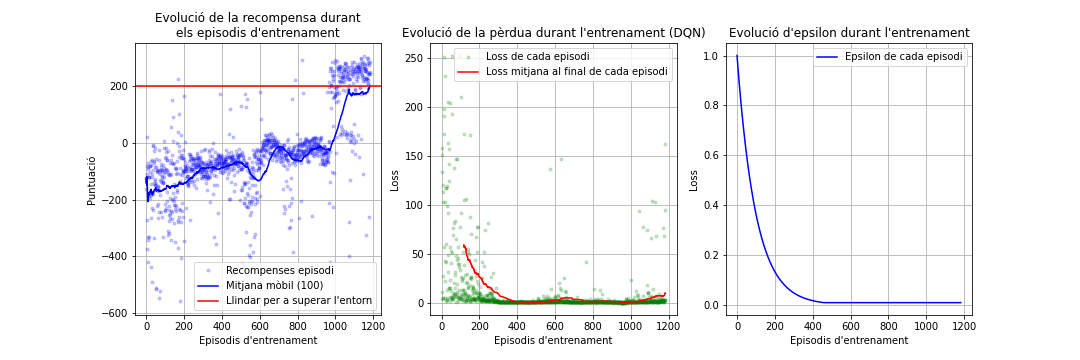 Evolució de la recompensa durant
els episodis d'entrenament
200
0
−200
−400
−600
Puntuació
Recompenses episodi
Mitjana mòbil (100)
Llindar per a superar l'entorn
0 200 400 600 800 1000 1200
Episodis d'entrenament
Evolució de la pèrdua durant l'entrenament (DQN)
250
200
150
100
50
0
Loss
Loss de cada episodi
Loss mitjana al final de cada episodi
0 200 400 600 800 1000 1200
Episodis d'entrenament
Evolució d'epsilon durant l'entrenament
1.0
0.8
0.6
0.4
0.2
0.0
Loss
Epsilon de cada episodi
0 200 400 600 800 1000 1200
Episodis d'entrenament